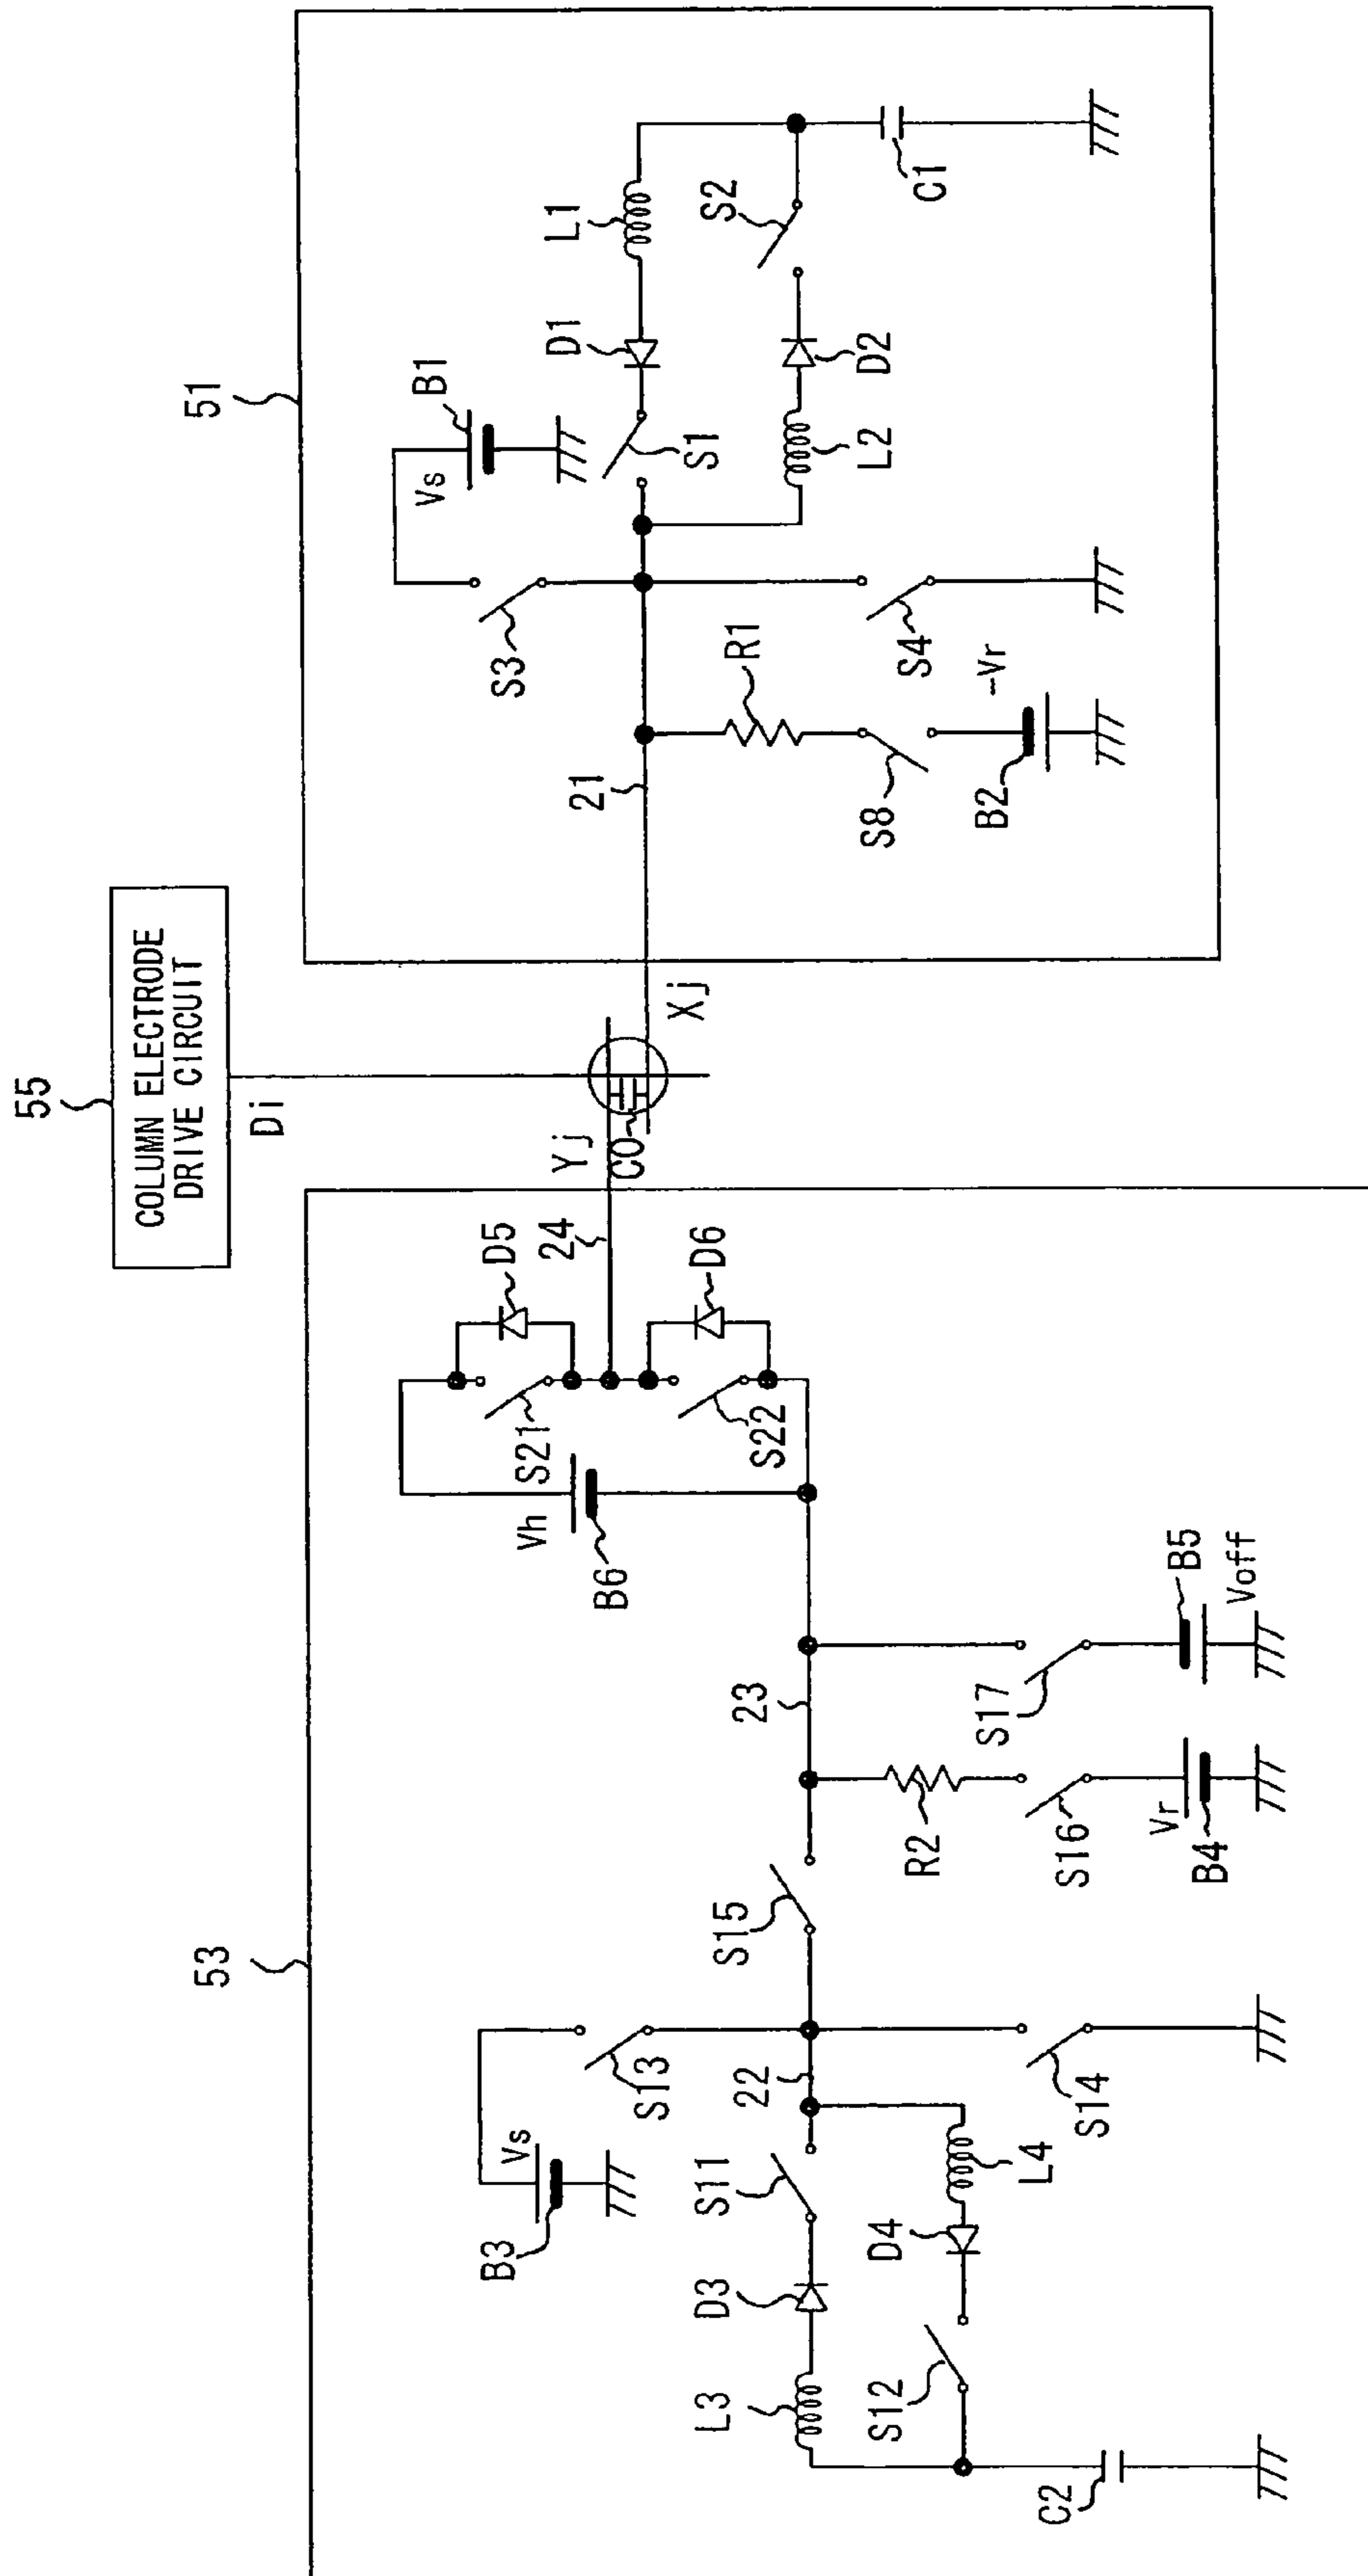 55
COLUMN ELECTRODE
DRIVE CIRCUIT
Di
51
B1
Vs
D1
L1
S1
S2
C1
D2
L2
S3
S4
R1
-Vr
S8
B2
21
Xj
Yj
C0
24
D5
D6
S21
S22
Vh
B6
53
23
B5
Voff
S17
R2
S16
Vr
B4
S15
S13
22
S14
Vs
B3
S11
L4
D3
D4
L3
S12
C2